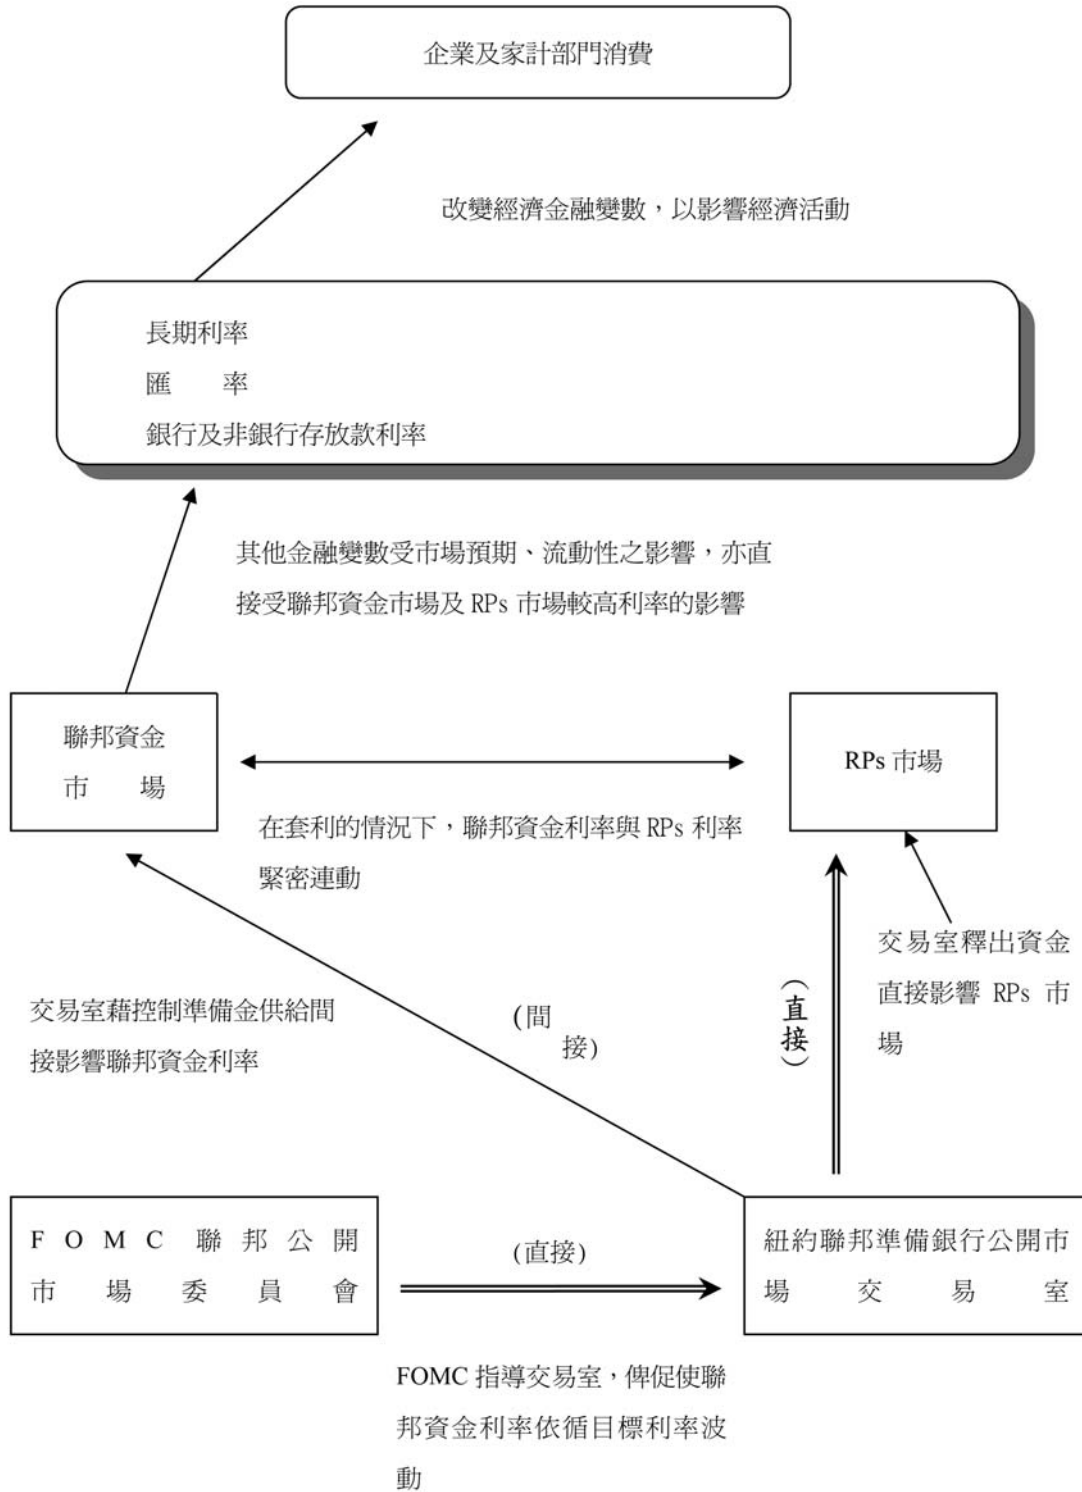 企業及家計部門消費
改變經濟金融變數，以影響經濟活動
長期利率
匯 率
銀行及非銀行存放款利率
其他金融變數受市場預期、流動性之影響，亦直
接受聯邦資金市場及 RPs 市場較高利率的影響
聯邦資金
市 場
RPs 市場
在套利的情況下，聯邦資金利率與 RPs 利率
緊密連動
交易室釋出資金
直接影響 RPs 市
場
(直接)
(間
接)
交易室藉控制準備金供給間
接影響聯邦資金利率
F O M C 聯 邦 公 開
市 場 委 員 會
(直接)
紐約聯邦準備銀行公開市
場 交 易 室
FOMC 指導交易室，俾促使聯
邦資金利率依循目標利率波
動